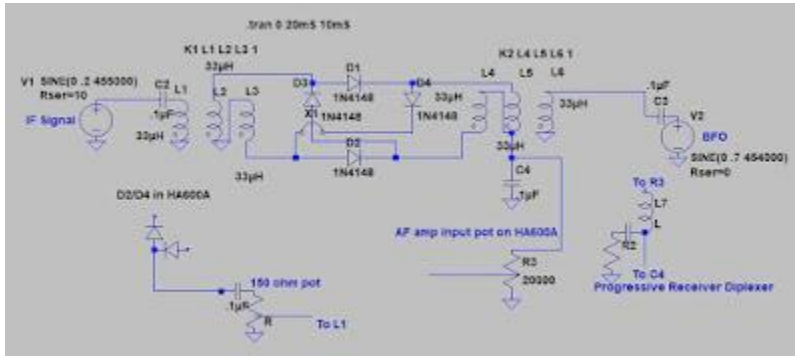 .tran 0 20mS 10mS
K1 L1 L2 L3 1
K2 L4 L5 L6 1
33µH
D1
V1 SINE(0 .2 455000)
Rser=10
C2
L1
L2
L3
D3
D4
L4
L5
L6
.1µF
1N4148
1N4148
1N4148
33µH
33µH
.1µF
C3
V2
IF Signal
X1
33µH
D2
33µH
BFO
1N4148
33µH
SINE(0 .7 454000)
Rser=0
C4
.1µF
D2/D4 in HA600A
To R3
L7
L
AF amp input pot on HA600A
R2
R3
20000
To C4
Progressive Receiver Diplexer
150 ohm pot
.1µF
R
To L1